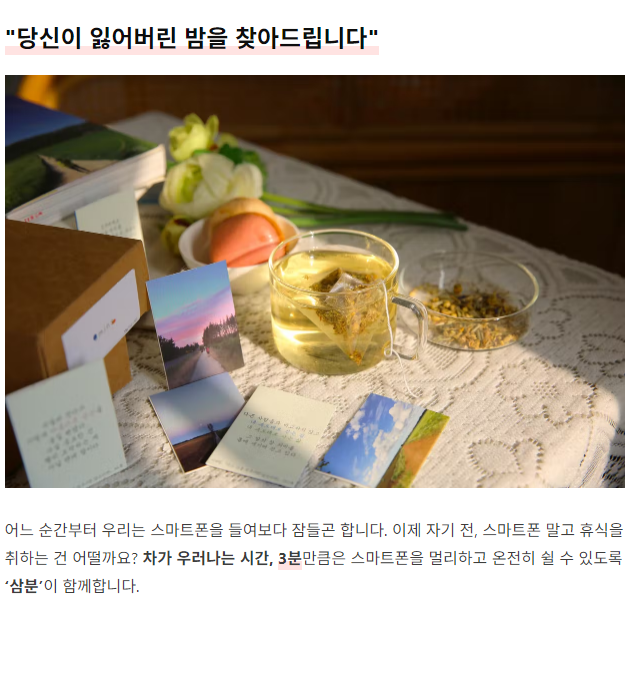 "당신이 잃어버린 밤을 찾아드립니다"
어느 순간부터 우리는 스마트폰을 들여보다 잠들곤 합니다. 이제 자기 전, 스마트폰 말고 휴식을
취하는 건 어떨까요? 차가 우러나는 시간, 3분만큼은 스마트폰을 멀리하고 온전히 쉴 수 있도록
‘삼분’이 함께합니다.